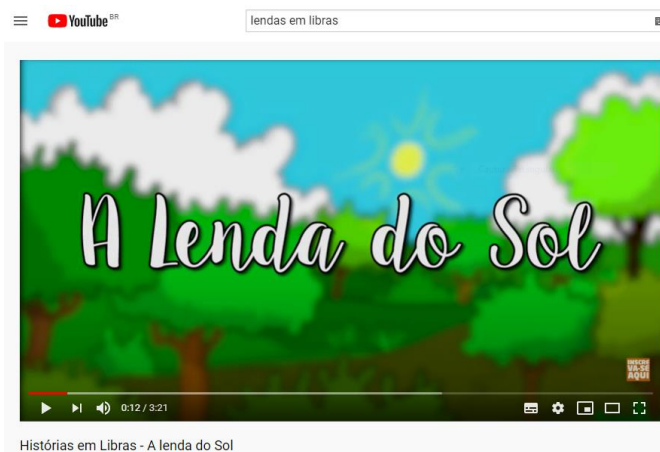 YouTube BR
lendas em libras
A Lenda do Sol
INSCRE
VA-SE
AQUI
0:12 / 3:21
Histórias em Libras - A lenda do Sol